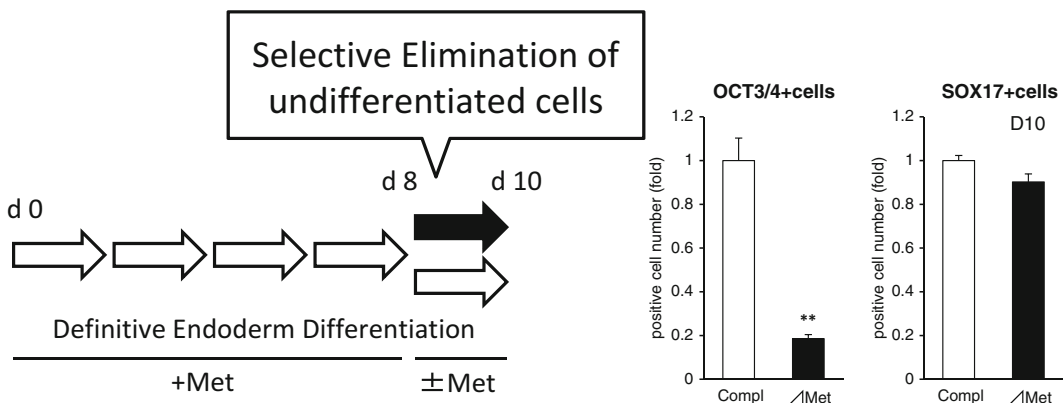 Selective Elimination of
undifferentiated cells
d 0
d 8
d 10
Definitive Endoderm Differentiation
+Met
±Met
OCT3/4+cells
positive cell number (fold)
1.2
1
0.8
0.6
0.4
0.2
0
**
Compl
⊿Met
SOX17+cells
D10
positive cell number (fold)
1.2
1
0.8
0.6
0.4
0.2
0
Compl
⊿Met